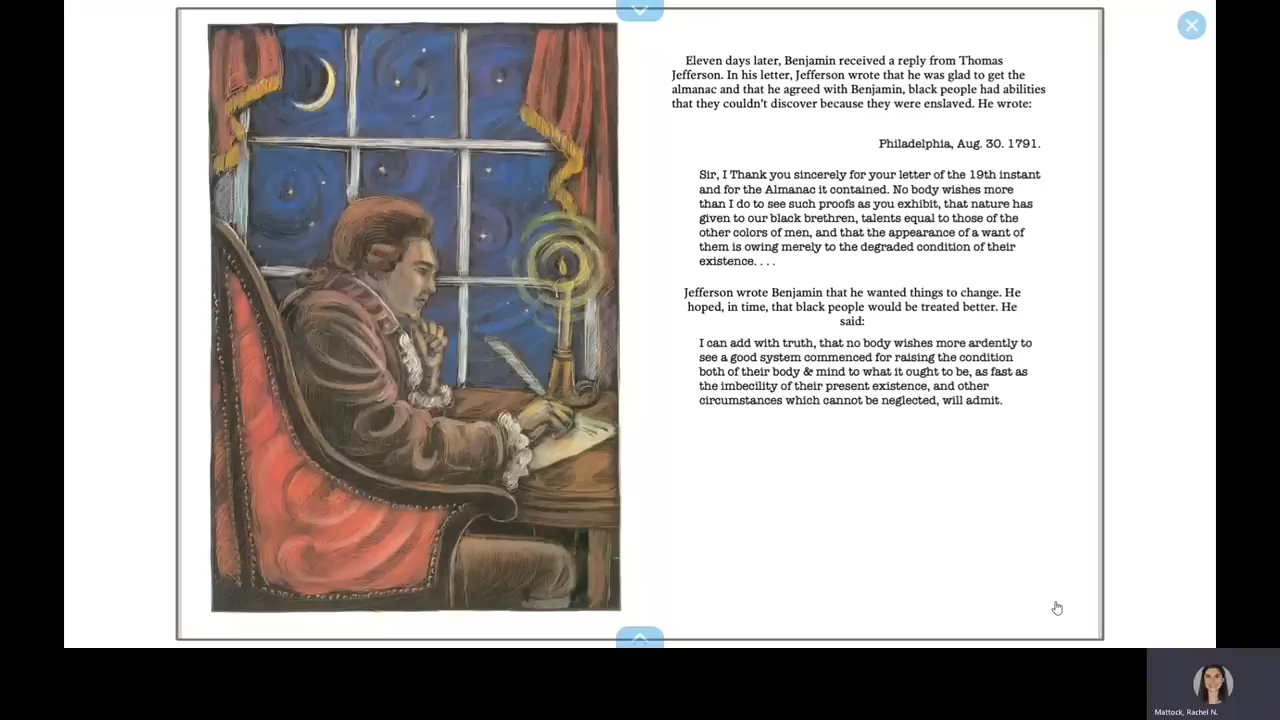 Eleven days later, Benjamin received a reply from Thomas
Jefferson. In his letter, Jefferson wrote that he was glad to get the
almanac and that he agreed with Benjamin, black people had abilities
that they couldn't discover because they were enslaved. He wrote:
Philadelphia, Aug. 30. 1791.
Sir, I Thank you sincerely for your letter of the 19th instant
and for the Almanac it contained. No body wishes more
than I do to see such proofs as you exhibit, that nature has
given to our black brethren, talents equal to those of the
other colors of men, and that the appearance of a want of
them is owing merely to the degraded condition of their
existence. . . .
Jefferson wrote Benjamin that he wanted things to change. He
hoped, in time, that black people would be treated better. He
said:
I can add with truth, that no body wishes more ardently to
see a good system commenced for raising the condition
both of their body & mind to what it ought to be, as fast as
the imbecility of their present existence, and other
circumstances which cannot be neglected, will admit.
Mattock, Rachel N.